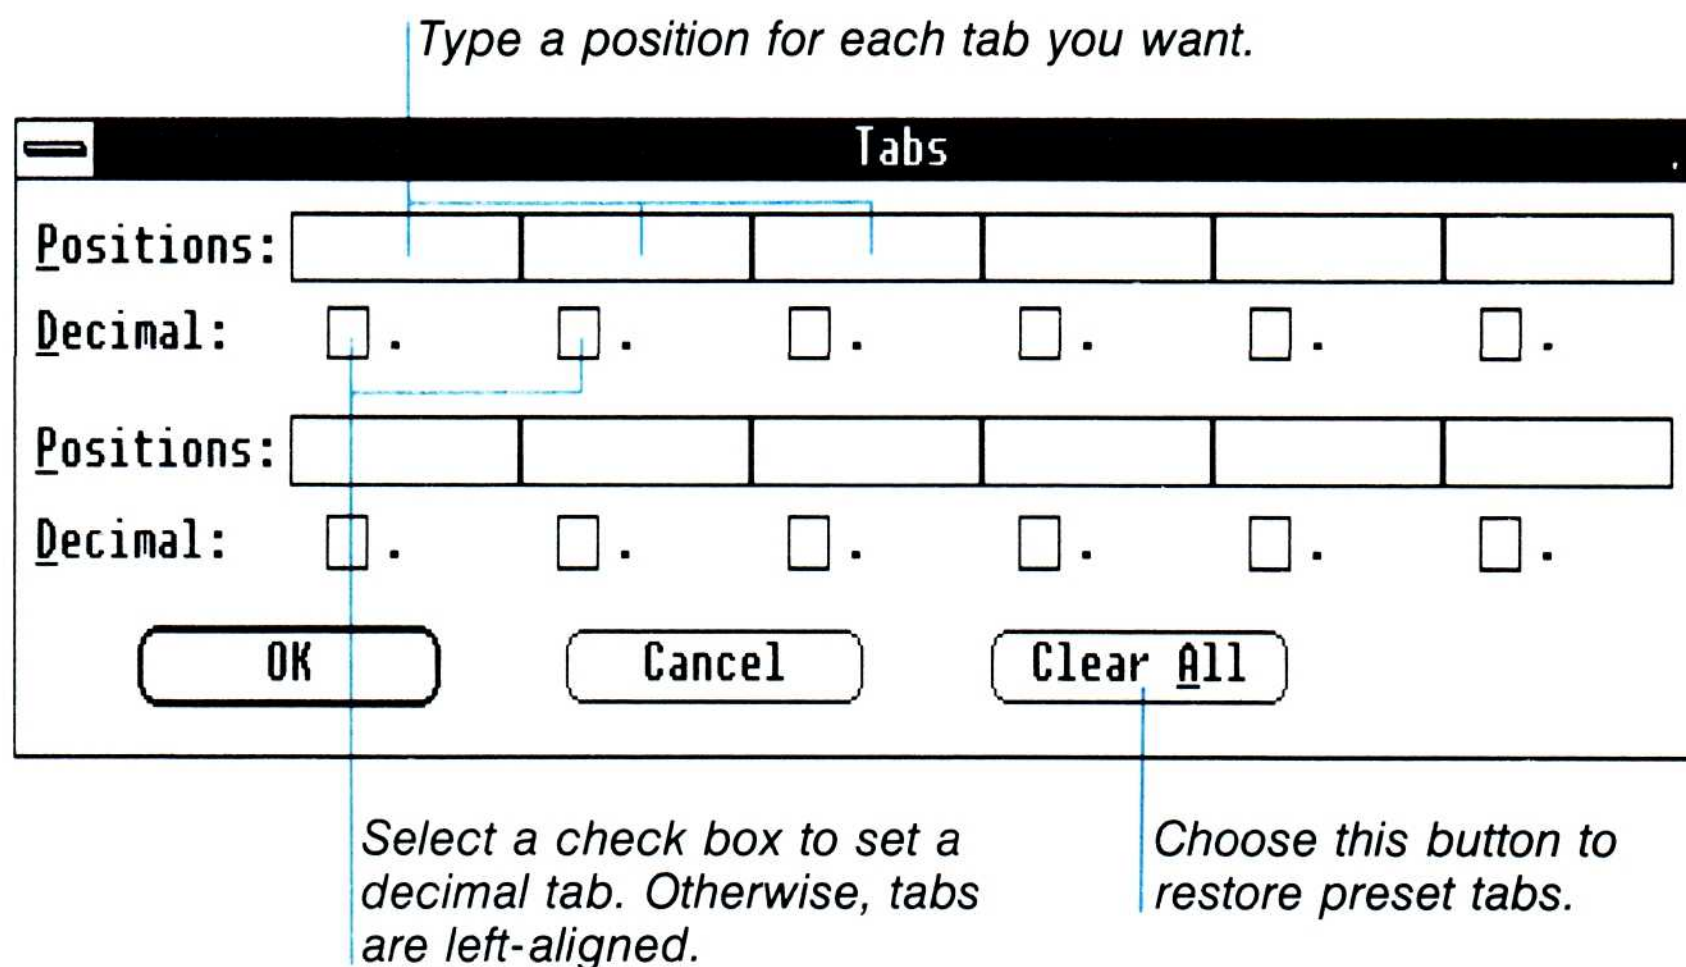 Type a position for each tab you want.
Tabs
Positions:
Decimal: . . . . . .
Positions:
Decimal: . . . . . .
OK Cancel Clear All
Select a check box to set a
decimal tab. Otherwise, tabs
are left-aligned.
Choose this button to
restore preset tabs.